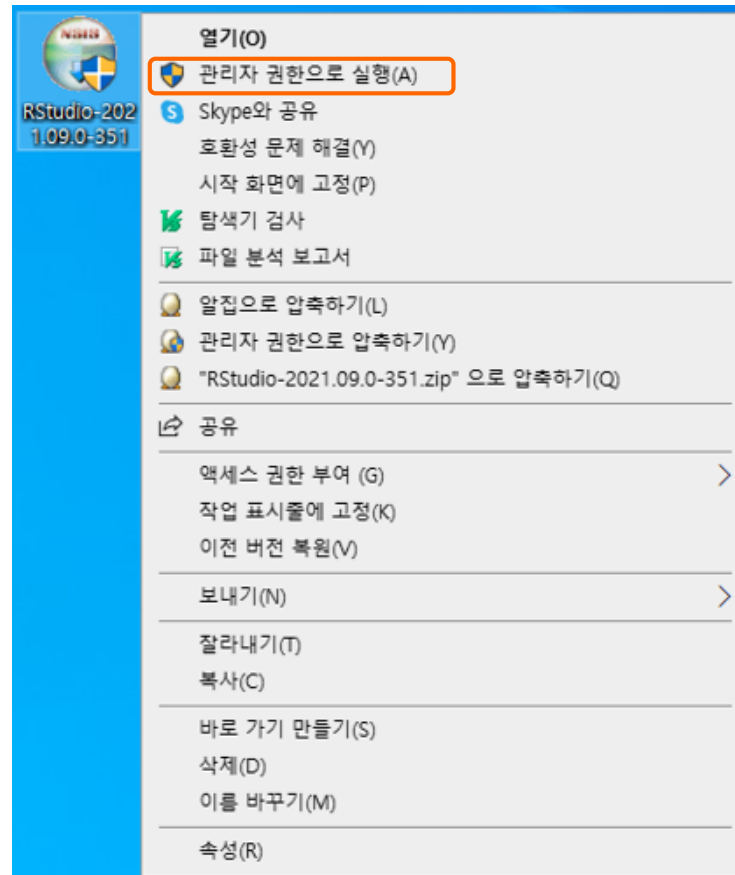 NSIS
RStudio-202
1.09.0-351
열기(O)
관리자 권한으로 실행(A)
Skype와 공유
호환성 문제 해결(Y)
시작 화면에 고정(P)
탐색기 검사
파일 분석 보고서
알집으로 압축하기(L)
관리자 권한으로 압축하기(Y)
"RStudio-2021.09.0-351.zip" 으로 압축하기(Q)
공유
액세스 권한 부여 (G)
작업 표시줄에 고정(K)
이전 버전 복원(V)
보내기(N)
잘라내기(T)
복사(C)
바로 가기 만들기(S)
삭제(D)
이름 바꾸기(M)
속성(R)